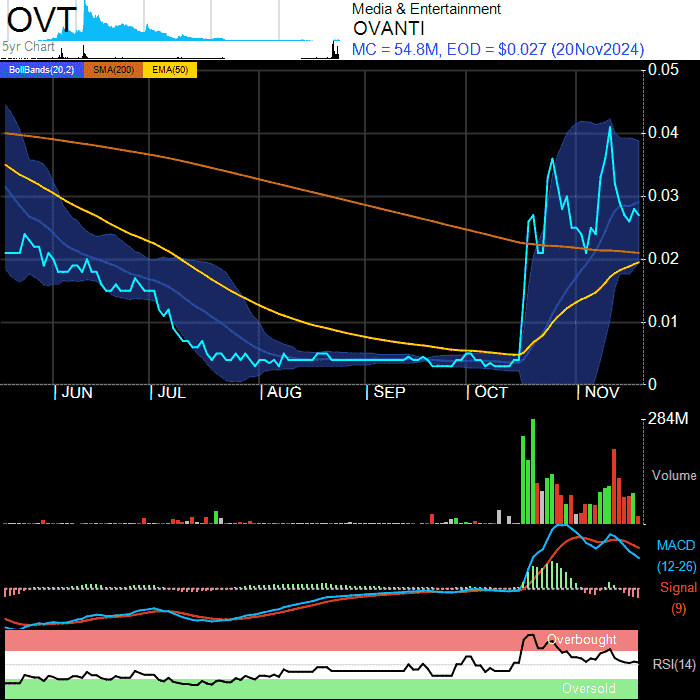 OVT
5yr Chart
Media & Entertainment
OVANTI
MC = 54.8M, EOD = $0.027 (20Nov2024)
BollBands(20,2) SMA(200) EMA(50)
0.05
0.04
0.03
0.02
0.01
0
JUN JUL AUG SEP OCT NOV
284M
Volume
MACD
(12-26)
Signal
(9)
Overbought
RSI(14)
Oversold